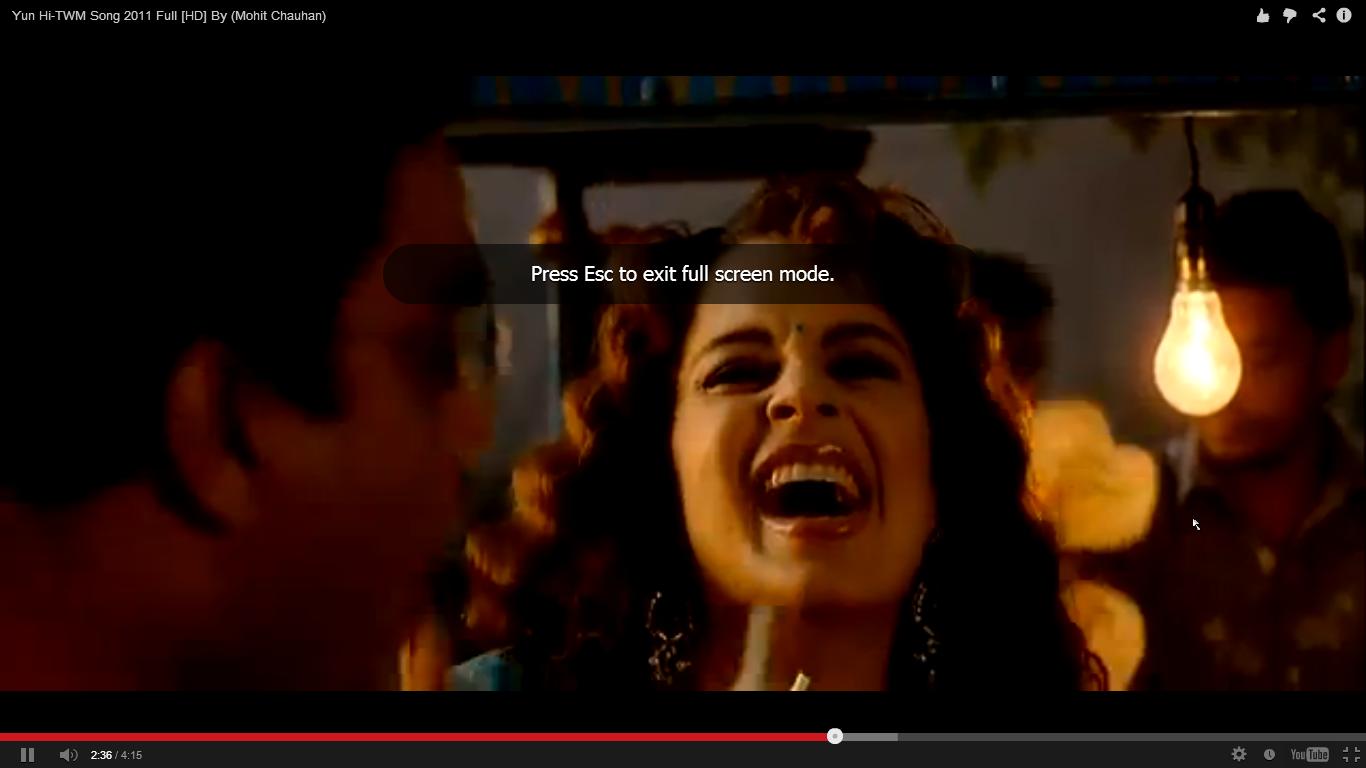 Yun Hi-TWM Song 2011 Full [HD] By (Mohit Chauhan)
Press Esc to exit full screen mode.
2:36 / 4:15
YouTube